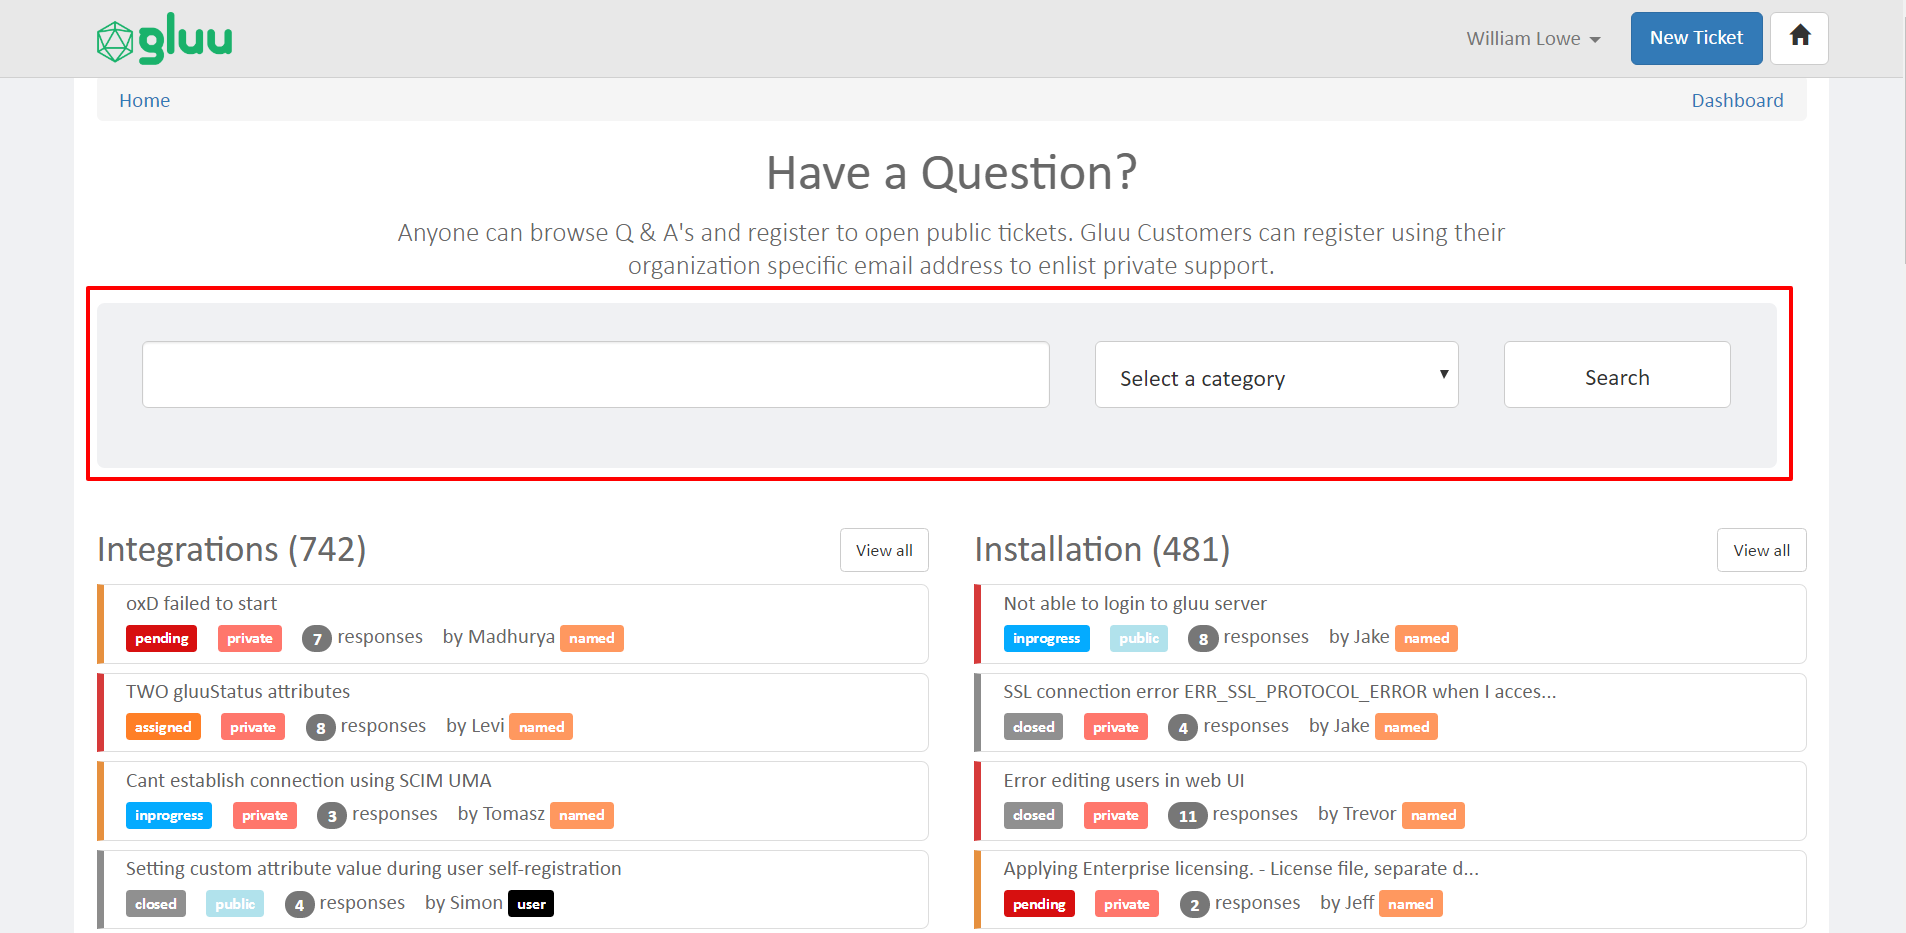 gluu
William Lowe
New Ticket
Home
Dashboard
Have a Question?
Anyone can browse Q & A's and register to open public tickets. Gluu Customers can register using their
organization specific email address to enlist private support.
Select a category
Search
Integrations (742)
View all
oxD failed to start
pending private 7 responses by Madhurya named
TWO gluuStatus attributes
assigned private 8 responses by Levi named
Cant establish connection using SCIM UMA
inprogress private 3 responses by Tomasz named
Setting custom attribute value during user self-registration
closed public 4 responses by Simon user
Installation (481)
View all
Not able to login to gluu server
inprogress public 8 responses by Jake named
SSL connection error ERR_SSL_PROTOCOL_ERROR when I acces...
closed private 4 responses by Jake named
Error editing users in web UI
closed private 11 responses by Trevor named
Applying Enterprise licensing. - License file, separate d...
pending private 2 responses by Jeff named